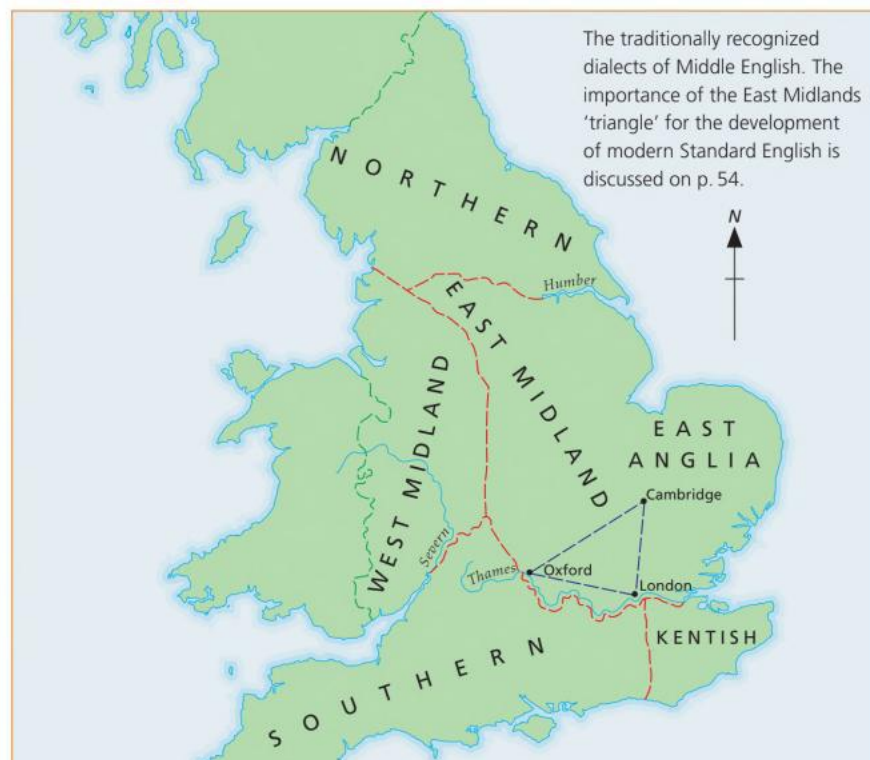 The traditionally recognized
dialects of Middle English. The
importance of the East Midlands
‘triangle’ for the development
of modern Standard English is
discussed on p. 54.
N
NORTHERN
Humber
EAST MIDLAND
WEST MIDLAND
EAST
ANGLIA
Cambridge
Severn
Thames
Oxford
London
KENTISH
SOUTHERN